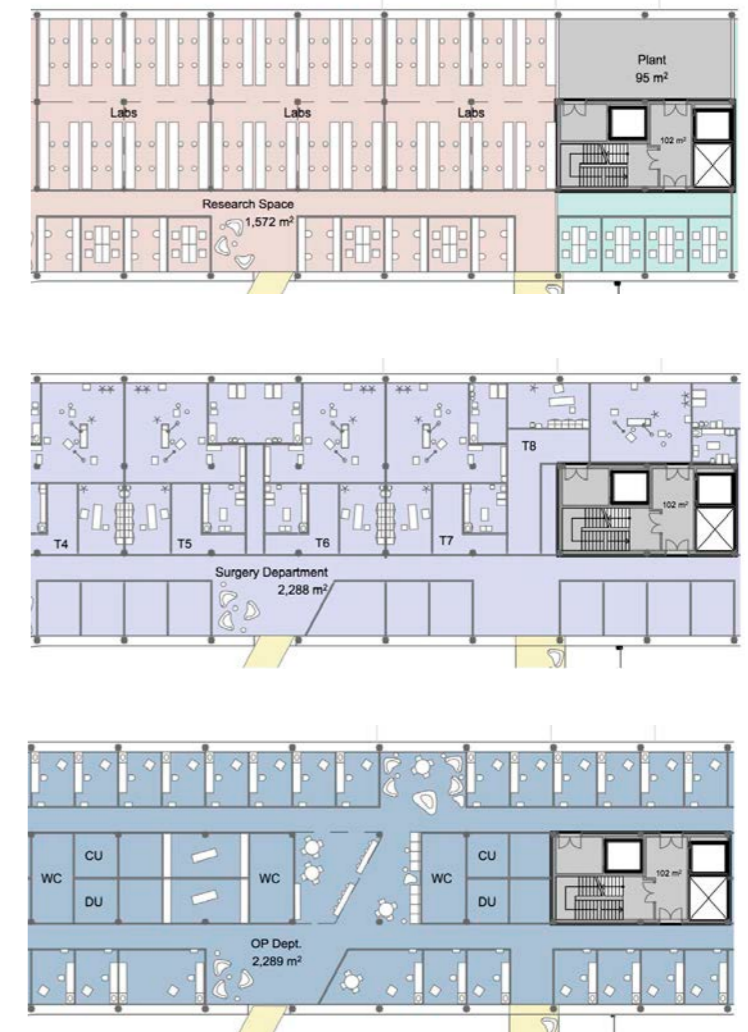 Plant
95 m²
Labs
Labs
Labs
102 m²
Research Space
1,572 m²
T8
102 m²
T4
T5
T6
T7
Surgery Department
2,288 m²
CU
CU
WC
WC
WC
102 m²
DU
DU
OP Dept.
2,289 m²